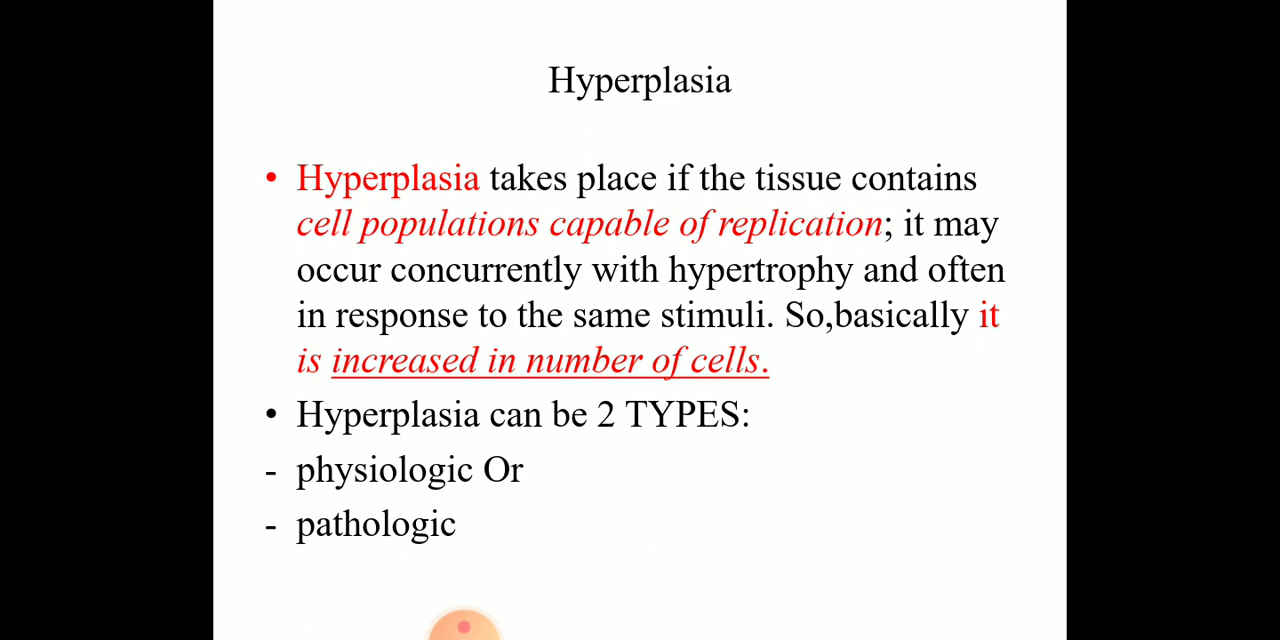 Hyperplasia
• Hyperplasia takes place if the tissue contains
cell populations capable of replication; it may
occur concurrently with hypertrophy and often
in response to the same stimuli. So,basically it
is increased in number of cells.
• Hyperplasia can be 2 TYPES:
- physiologic Or
- pathologic